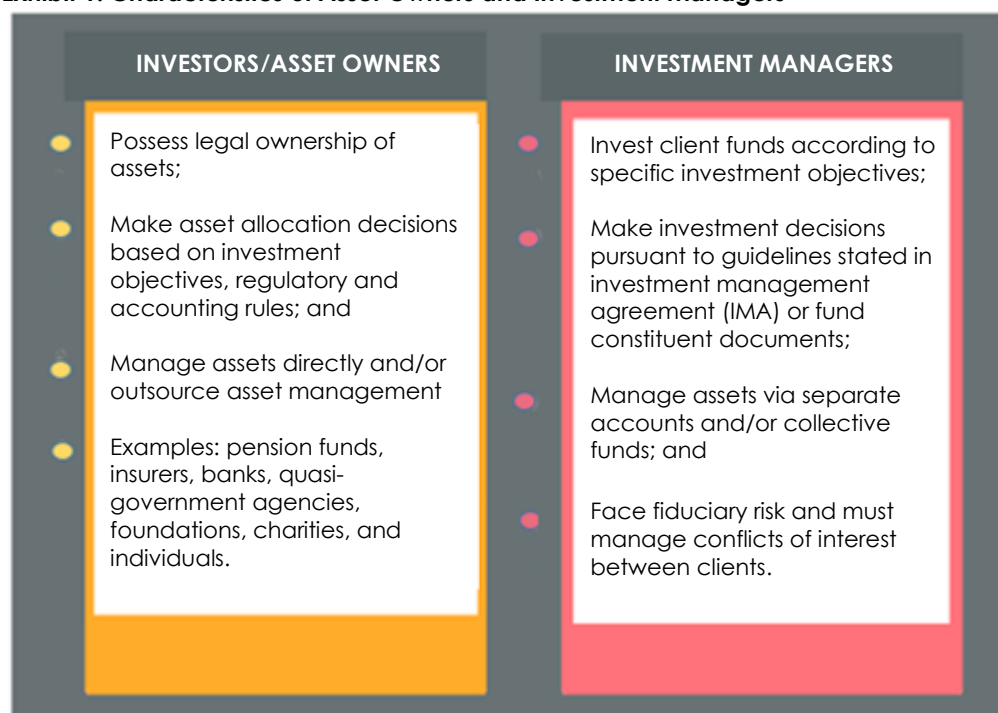 INVESTORS/ASSET OWNERS
Possess legal ownership of
assets;
Make asset allocation decisions
based on investment
objectives, regulatory and
accounting rules; and
Manage assets directly and/or
outsource asset management
Examples: pension funds,
insurers, banks, quasi-
government agencies,
foundations, charities, and
individuals.
INVESTMENT MANAGERS
Invest client funds according to
specific investment objectives;
Make investment decisions
pursuant to guidelines stated in
investment management
agreement (IMA) or fund
constituent documents;
Manage assets via separate
accounts and/or collective
funds; and
Face fiduciary risk and must
manage conflicts of interest
between clients.